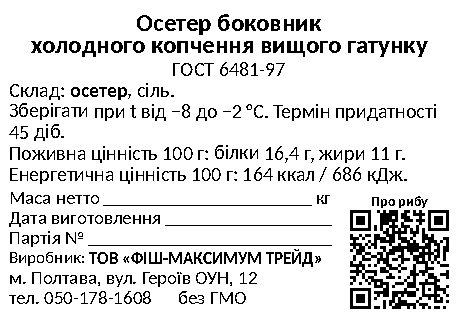 Осетер боковник
холодного копчення вищого гатунку
ГОСТ 6481-97
Склад: осетер, сіль.
Зберігати при t від −8 до −2 °С. Термін придатності
45 діб.
Поживна цінність 100 г: білки 16,4 г, жири 11 г.
Енергетична цінність 100 г: 164 ккал / 686 кДж.
Маса нетто ____________________ кг
Про рибу
Дата виготовлення ________________
Партія № ________________________
Виробник: ТОВ «ФІШ-МАКСИМУМ ТРЕЙД»
м. Полтава, вул. Героїв ОУН, 12
тел. 050-178-1608 без ГМО